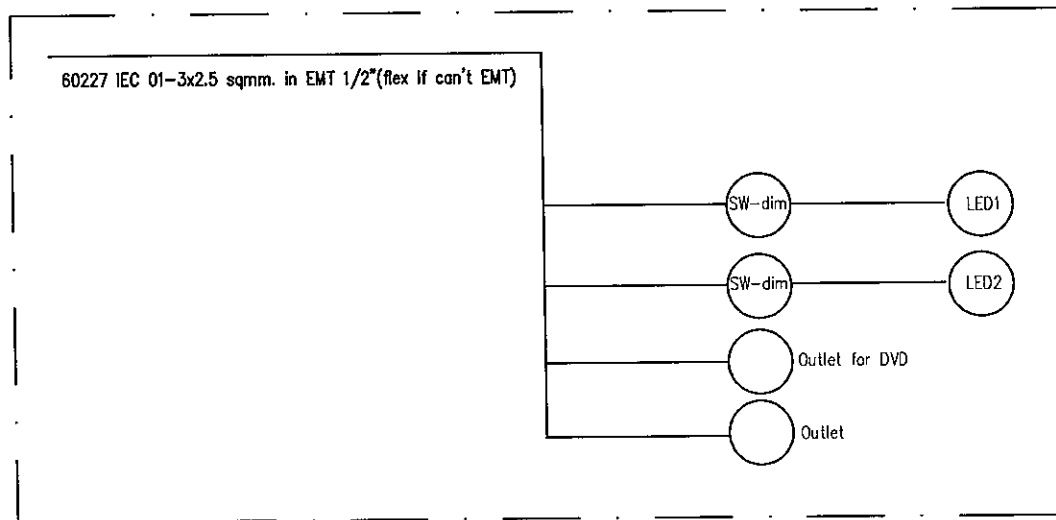 60227 IEC 01-3x2.5 sqmm. in EMT 1/2"(flex if can't EMT)
SW-dim
LED1
SW-dim
LED2
Outlet for DVD
Outlet